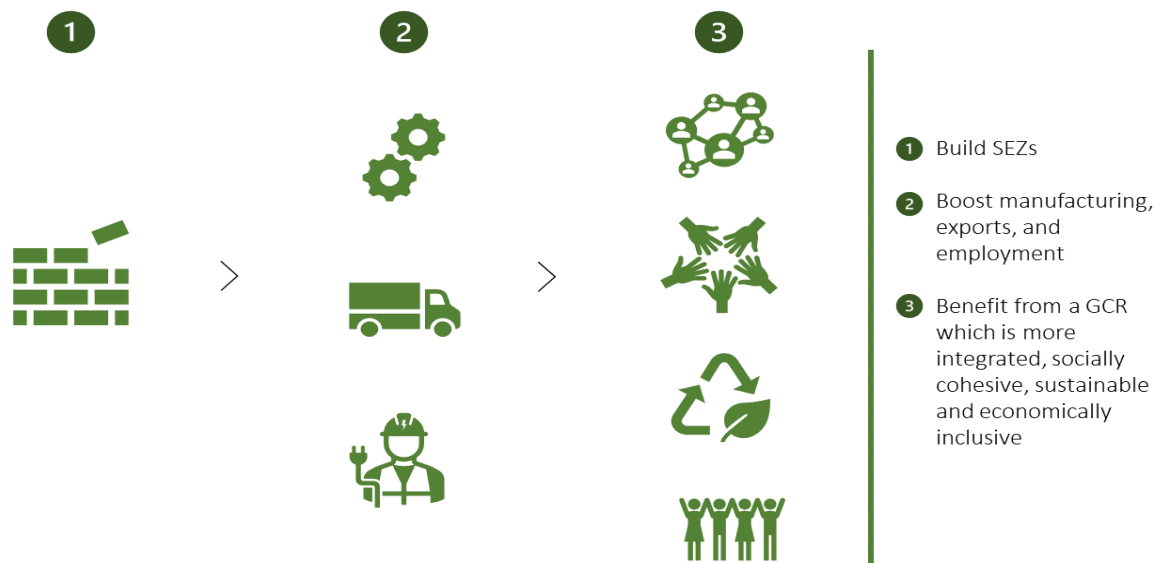 1
2
3
1 Build SEZs
2 Boost manufacturing,
exports, and
employment
3 Benefit from a GCR
which is more
integrated, socially
cohesive, sustainable
and economically
inclusive